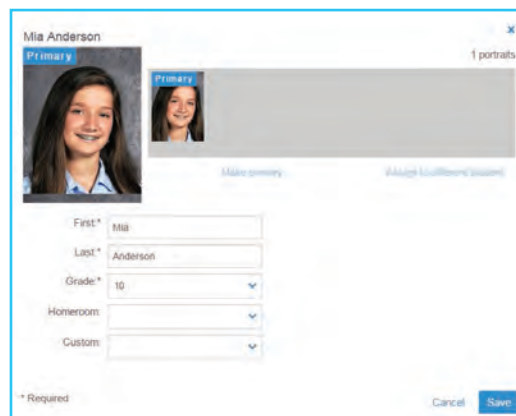 x
Mia Anderson
1 portraits
Primary
Primary
Make primary
Assign to different student
First:*
Mia
Last:*
Anderson
Grade:*
10
Homeroom:
Custom:
* Required
Cancel
Save